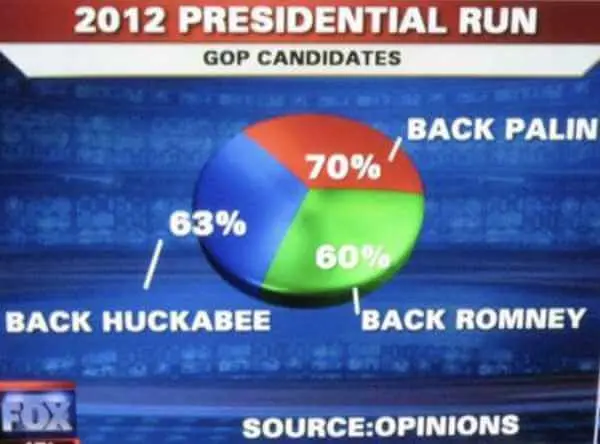 2012 PRESIDENTIAL RUN
GOP CANDIDATES
BACK PALIN
70%
63%
60%
BACK HUCKABEE
BACK ROMNEY
FOX
SOURCE:OPINIONS